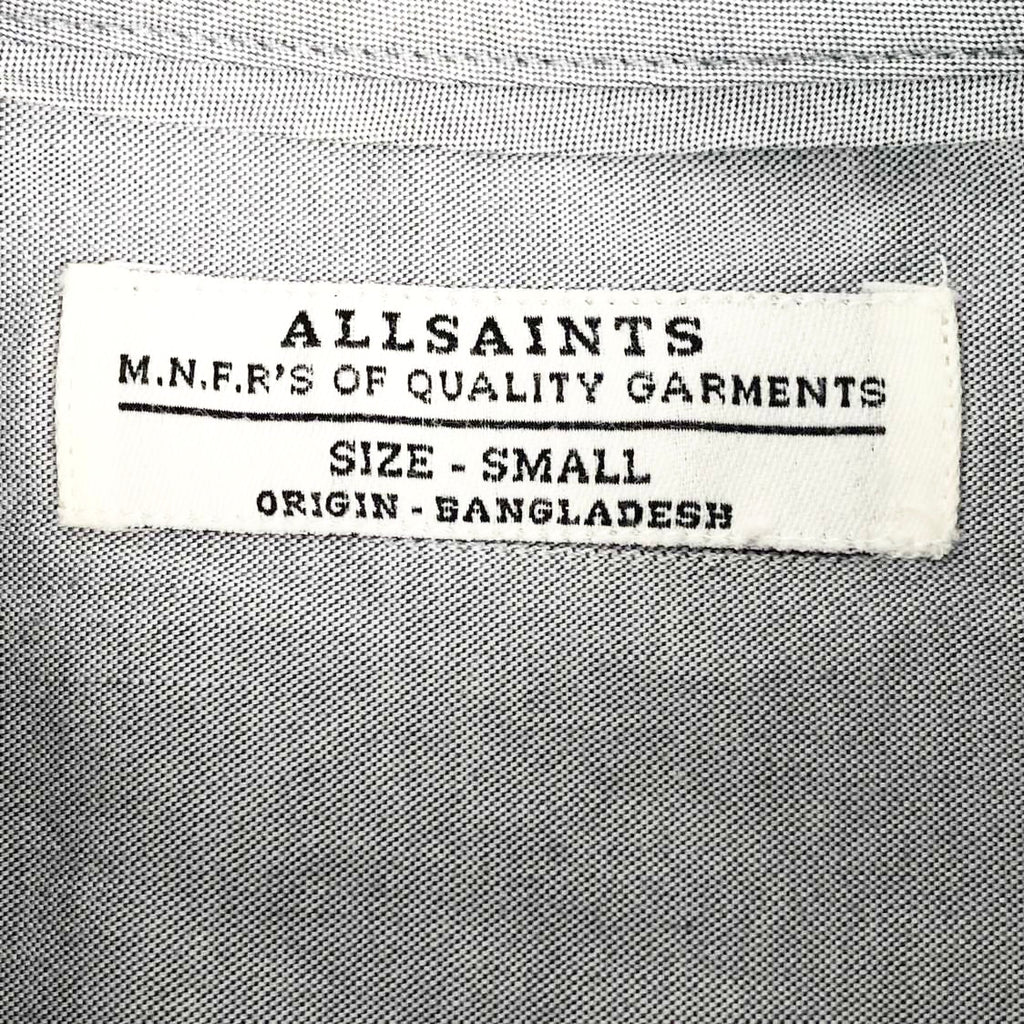 ALLSAINTS
M.N.F.R'S OF QUALITY GARMENTS
SIZE - SMALL
ORIGIN - BANGLADESH